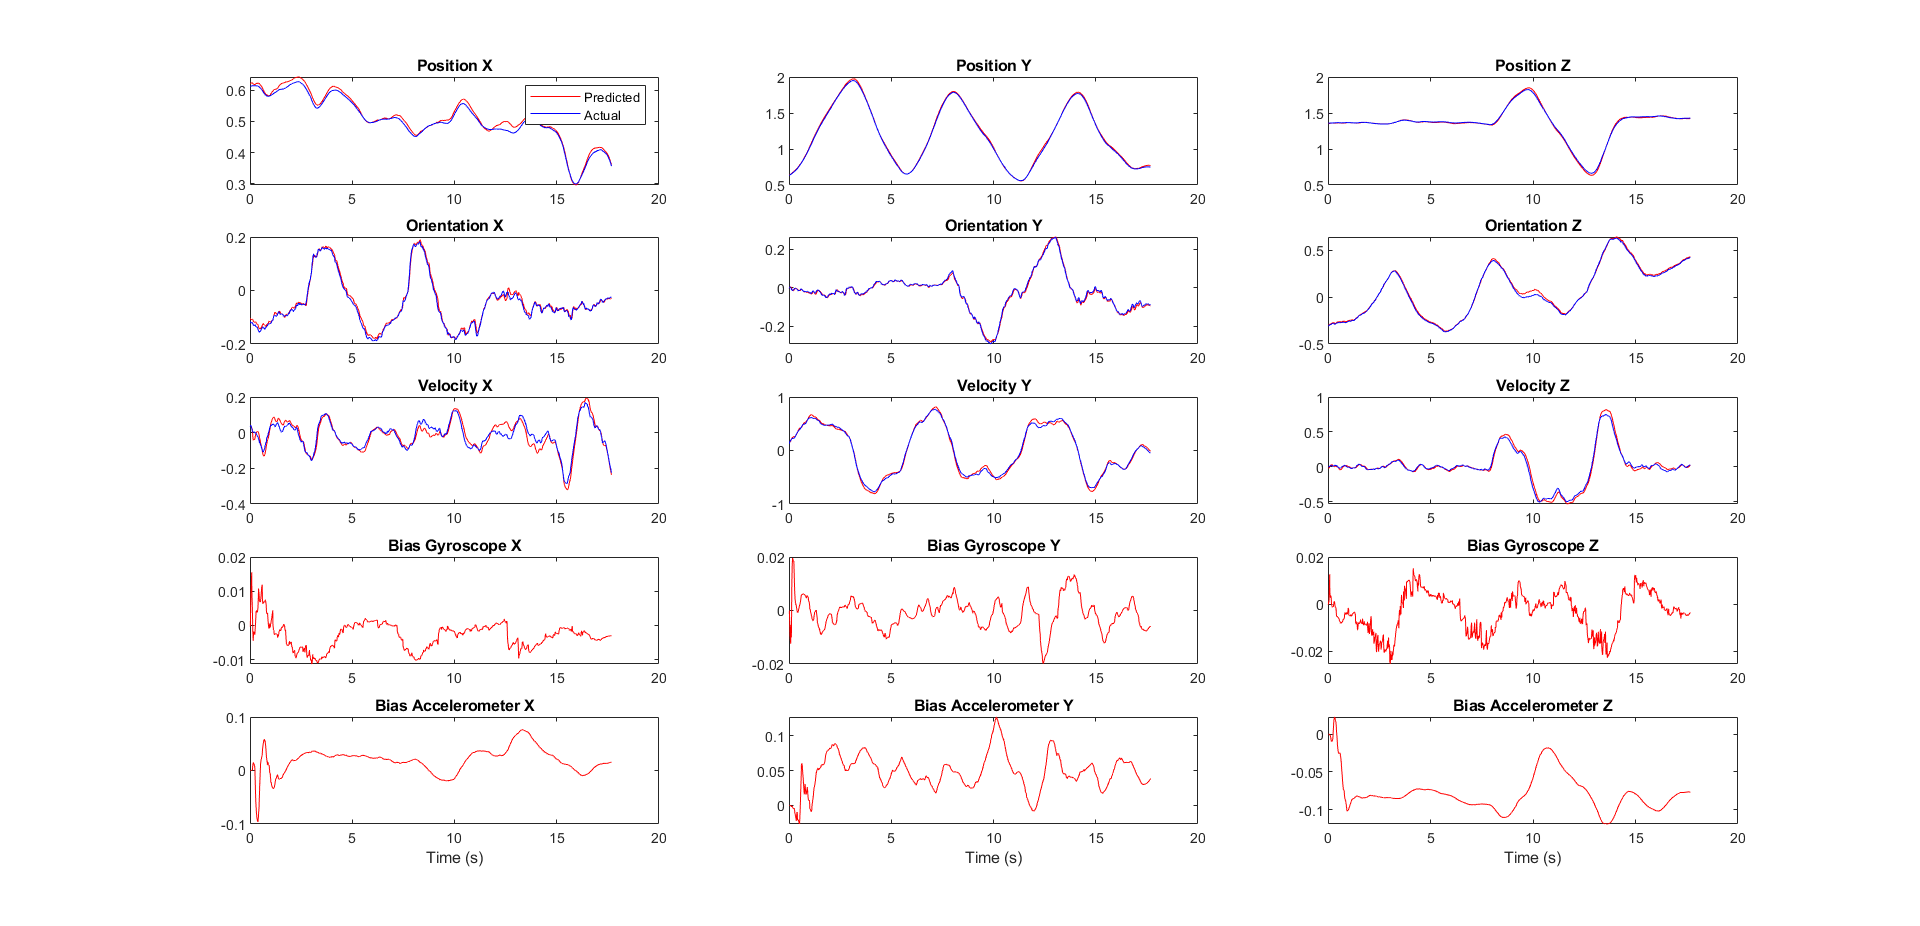 Position X
Position Y
Position Z
0.6
0.5
0.4
0.3
Predicted
Actual
0 5 10 15 20
2
1.5
1
0.5
0 5 10 15 20
2
1.5
1
0.5
0 5 10 15 20
Orientation X
Orientation Y
Orientation Z
0.2
0
-0.2
0 5 10 15 20
0.2
0
-0.2
0 5 10 15 20
0.5
0
-0.5
0 5 10 15 20
Velocity X
Velocity Y
Velocity Z
0.2
0
-0.2
-0.4
0 5 10 15 20
1
0
-1
0 5 10 15 20
1
0.5
0
-0.5
0 5 10 15 20
Bias Gyroscope X
Bias Gyroscope Y
Bias Gyroscope Z
0.02
0.01
0
-0.01
0 5 10 15 20
0.02
0
-0.02
0 5 10 15 20
0.02
0
-0.02
0 5 10 15 20
Bias Accelerometer X
Bias Accelerometer Y
Bias Accelerometer Z
0.1
0
-0.1
0 5 10 15 20
Time (s)
0.1
0.05
0
0 5 10 15 20
Time (s)
0
-0.05
-0.1
0 5 10 15 20
Time (s)